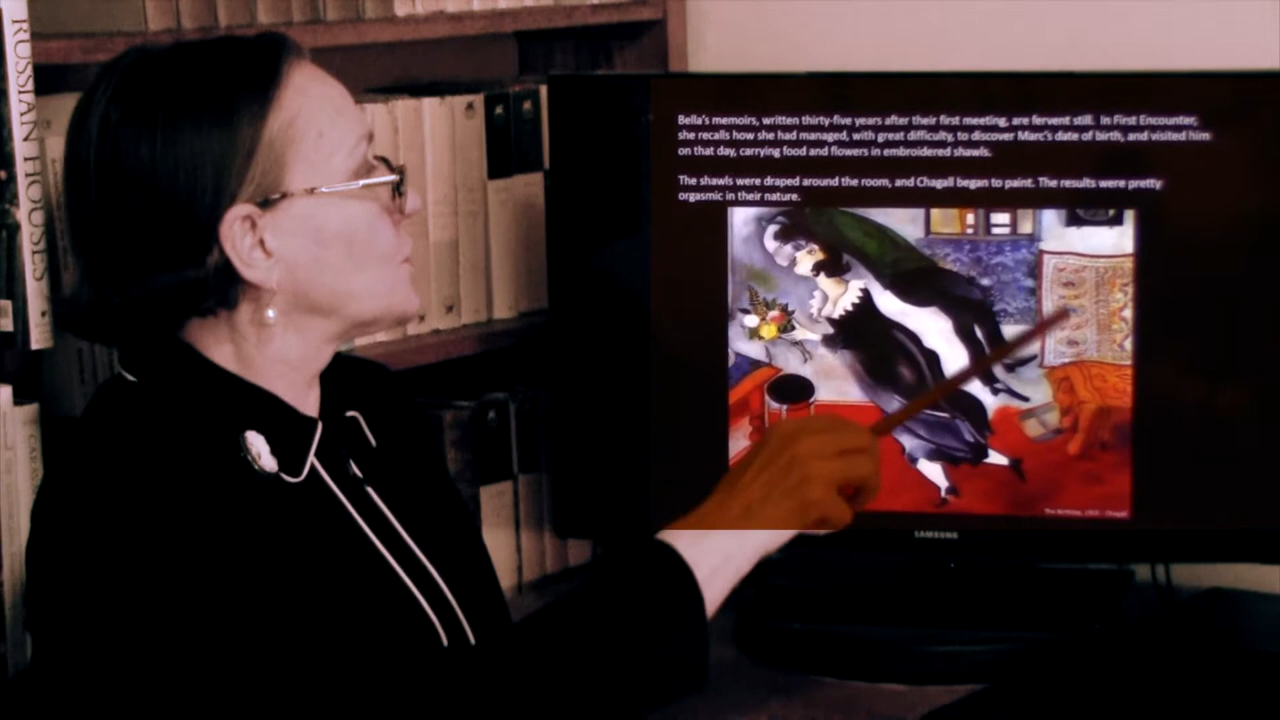 RUSSIAN HOUSES
Bella's memoirs, written thirty-five years after their first meeting, are fervent still. In First Encounter,
she recalls how she had managed, with great difficulty, to discover Marc's date of birth, and visited him
on that day, carrying food and flowers in embroidered shawls.
The shawls were draped around the room, and Chagall began to paint. The results were pretty
orgasmic in their nature.
The Birthday, 1915 - Chagall
SAMSUNG